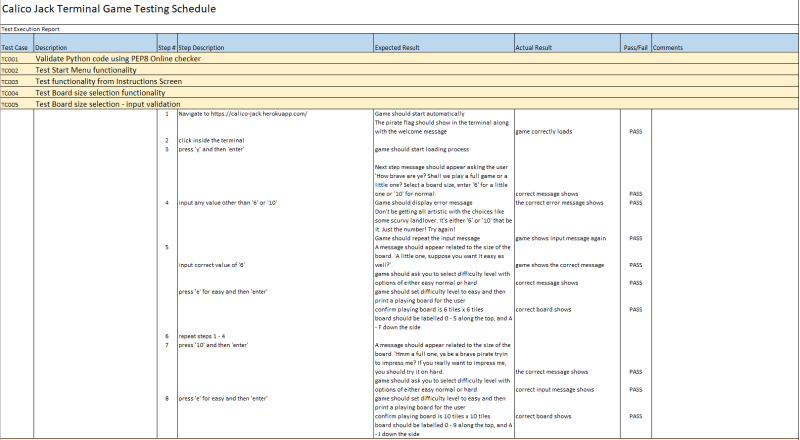 Calico Jack Terminal Game Testing Schedule
Test Execution Report
Test Case Description Step # Step Description Expected Result Actual Result Pass/Fail Comments
TC001 Validate Python code using PEP8 Online checker
TC002 Test Start Menu functionality
TC003 Test functionality from Instructions Screen
TC004 Test Board size selection functionality
TC005 Test Board size selection - input validation
1 Navigate to https://calico-jack.herokuapp.com/ Game should start automatically
The pirate flag should show in the terminal along
with the welcome message game correctly loads PASS
2 click inside the terminal
3 press 'y' and then 'enter' game should start loading process
Next step message should appear asking the user
'How brave are ye? Shall we play a full game or a
little one? Select a board size, enter '6' for a little
one or '10' for normal: correct message shows PASS
4 input any value other than '6' or '10' Game should display error message the correct error message shows PASS
Don't be getting all artistic with the choices like
some scurvy landlover. It's either '6' or '10' that be
it. Just the number! Try again!
Game should repeat the input message game shows input message again PASS
5 A message should appear related to the size of the
board. 'A little one, suppose you want it easy as
input correct value of '6' well?' game shows the correct message PASS
game should ask you to select difficulty level with
options of either easy normal or hard correct message shows PASS
press 'e' for easy and then 'enter' game should set difficulty level to easy and then
print a playing board for the user
confirm playing board is 6 tiles x 6 tiles correct board shows PASS
board should be labelled 0 - 5 along the top, and A
- F down the side
6 repeat steps 1 - 4
7 press '10' and then 'enter' A message should appear related to the size of the
board. 'Hmm a full one, ye be a brave pirate tryin
to impress me? If you really want to impress me,
you should try it on hard. the correct message shows PASS
game should ask you to select difficulty level with
options of either easy normal or hard correct input message shows PASS
8 press 'e' for easy and then 'enter' game should set difficulty level to easy and then
print a playing board for the user
confirm playing board is 10 tiles x 10 tiles correct board shows PASS
board should be labelled 0 - 9 along the top, and A
- J down the side